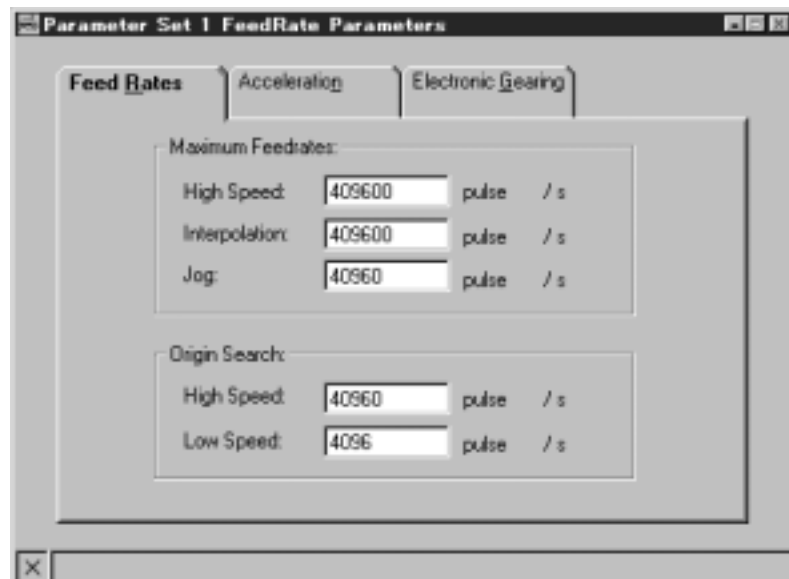 Parameter Set 1 FeedRate Parameters
Feed Rates
Acceleration
Electronic Gearing
Maximum Feedrates:
High Speed: 409600 pulse / s
Interpolation: 409600 pulse / s
Jog: 40960 pulse / s
Origin Search:
High Speed: 40960 pulse / s
Low Speed: 4096 pulse / s